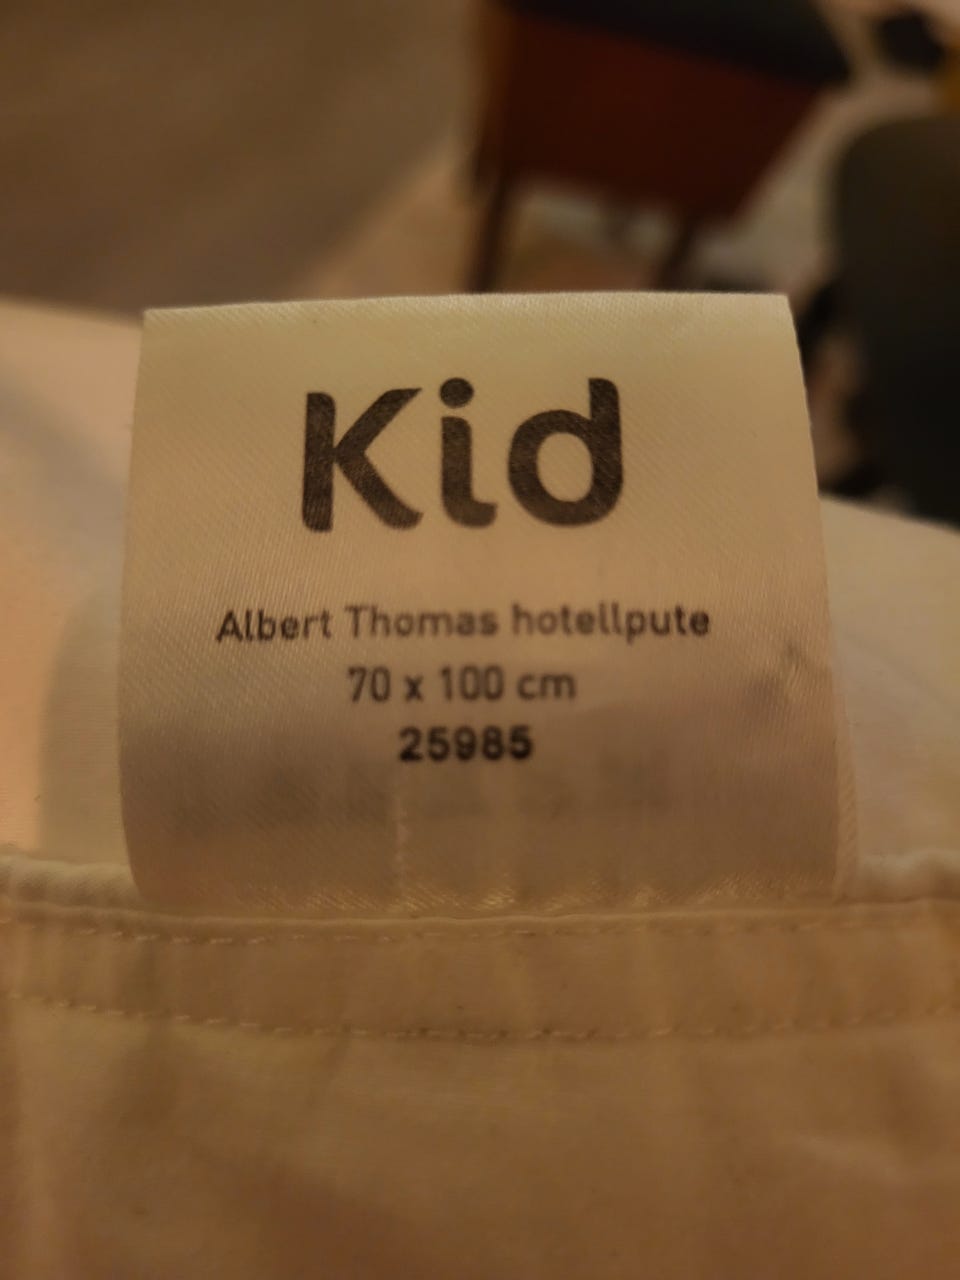 Kid
Albert Thomas hotellpute
70 x 100 cm
25985